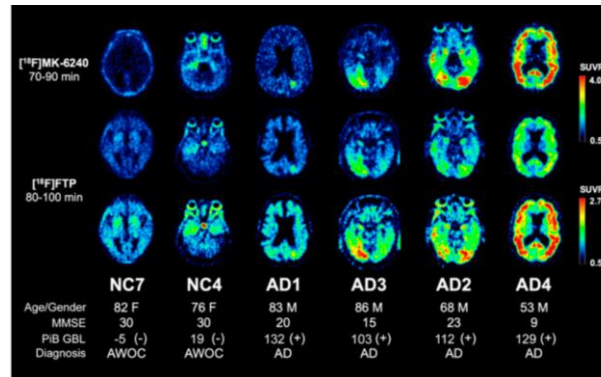 [¹⁸F]MK-6240
70-90 min
SUVR
4.0
0.5
[¹⁸F]FTP
80-100 min
SUVR
2.7
0.5
NC7 NC4 AD1 AD3 AD2 AD4
Age/Gender 82 F 76 F 83 M 86 M 68 M 53 M
MMSE 30 30 20 15 23 9
PiB GBL -5 (-) 19 (-) 132 (+) 103 (+) 112 (+) 129 (+)
Diagnosis AWOC AWOC AD AD AD AD